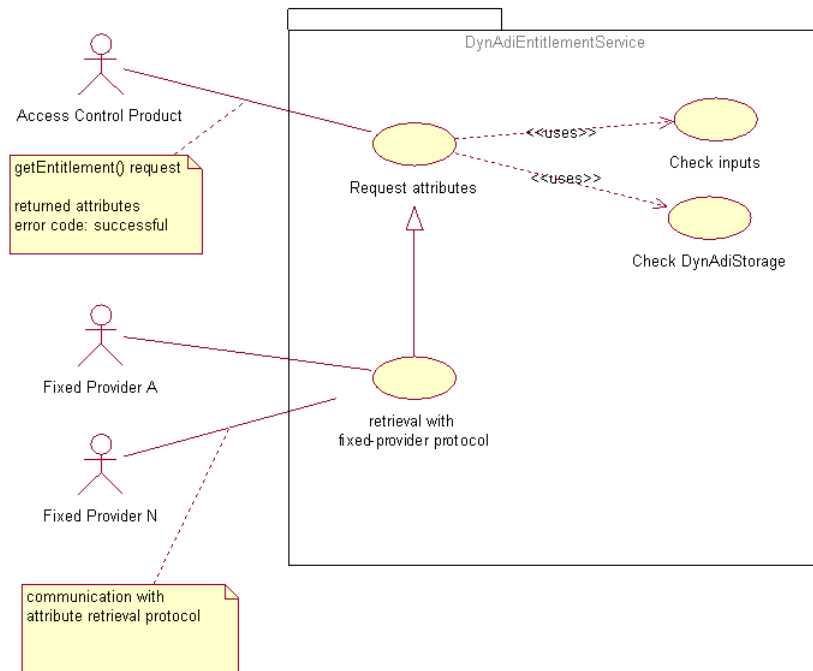 DynAdiEntitlementService
Access Control Product
getEntitlement() request
returned attributes
error code: successful
Request attributes
<<uses>>
Check inputs
<<uses>>
Check DynAdiStorage
Fixed Provider A
retrieval with
fixed-provider protocol
Fixed Provider N
communication with
attribute retrieval protocol